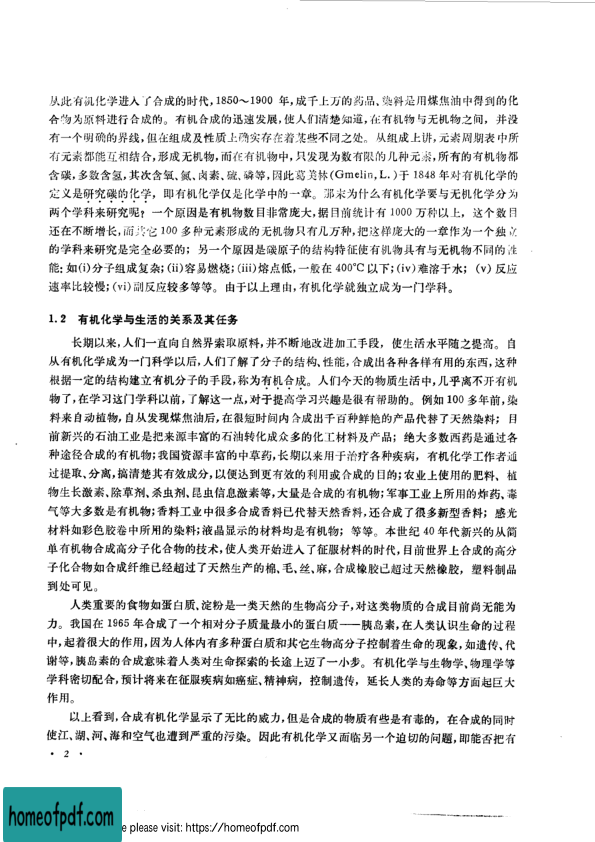 从此有机化学进入了合成的时代,1850～1900 年,成千上万的药品、染料是用煤焦油中得到的化
合物为原料进行合成的。有机合成的迅速发展,使人们清楚知道,在有机物与无机物之间,并没
有一个明确的界线,但在组成及性质上确实存在着某些不同之处。从组成上讲,元素周期表中所
有元素都能互相结合,形成无机物,而在有机物中,只发现为数有限的几种元素,所有的有机物都
含碳,多数含氢,其次含氧、氮、卤素、硫、磷等,因此葛美林(Gmelin,L.)于 1848 年对有机化学的
定义是研究碳的化学,即有机化学仅是化学中的一章。那末为什么有机化学要与无机化学分为
两个学科来研究呢?一个原因是有机物数目非常庞大,据目前统计有 1000 万种以上,这个数目
还在不断增长,而其它 100 多种元素形成的无机物只有几万种,把这样庞大的一章作为一个独立
的学科来研究是完全必要的;另一个原因是碳原子的结构特征使有机物具有与无机物不同的性
能:如(i)分子组成复杂;(ii)容易燃烧;(iii)熔点低,一般在 400℃以下;(iv)难溶于水;(v)反应
速率比较慢;(vi)副反应较多等等。由于以上理由,有机化学就独立成为一门学科。
1.2 有机化学与生活的关系及其任务
长期以来,人们一直向自然界索取原料,并不断地改进加工手段,使生活水平随之提高。自
从有机化学成为一门科学以后,人们了解了分子的结构、性能,合成出各种各样有用的东西,这种
根据一定的结构建立有机分子的手段,称为有机合成。人们今天的物质生活中,几乎离不开有机
物了,在学习这门学科以前,了解这一点,对于提高学习兴趣是很有帮助的。例如 100 多年前,染
料来自动植物,自从发现煤焦油后,在很短时间内合成出千百种鲜艳的产品代替了天然染料;目
前新兴的石油工业是把来源丰富的石油转化成众多的化工材料及产品;绝大多数西药是通过各
种途径合成的有机物;我国资源丰富的中草药,长期以来用于治疗各种疾病,有机化学工作者通
过提取、分离,搞清楚其有效成分,以便达到更有效的利用或合成的目的;农业上使用的肥料、植
物生长激素、除草剂、杀虫剂、昆虫信息激素等,大量是合成的有机物;军事工业上所用的炸药、毒
气等大多数是有机物;香料工业中很多合成香料已代替天然香料,还合成了很多新型香料;感光
材料如彩色胶卷中所用的染料;液晶显示的材料均是有机物;等等。本世纪 40 年代新兴的从简
单有机物合成高分子化合物的技术,使人类开始进入了征服材料的时代,目前世界上合成的高分
子化合物如合成纤维已经超过了天然生产的棉、毛、丝、麻,合成橡胶已超过天然橡胶,塑料制品
到处可见。
人类重要的食物如蛋白质、淀粉是一类天然的生物高分子,对这类物质的合成目前尚无能为
力。我国在 1965 年合成了一个相对分子质量最小的蛋白质——胰岛素,在人类认识生命的过程
中,起着很大的作用,因为人体内有多种蛋白质和其它生物高分子控制着生命的现象,如遗传、代
谢等,胰岛素的合成意味着人类对生命探索的长途上迈了一小步。有机化学与生物学、物理学等
学科密切配合,预计将来在征服疾病如癌症、精神病,控制遗传,延长人类的寿命等方面起巨大
作用。
以上看到,合成有机化学显示了无比的威力,但是合成的物质有些是有毒的,在合成的同时
使江、湖、河、海和空气也遭到严重的污染。因此有机化学又面临另一个迫切的问题,即能否把有
· 2 ·
homeofpdf.com
e please visit: https://homeofpdf.com